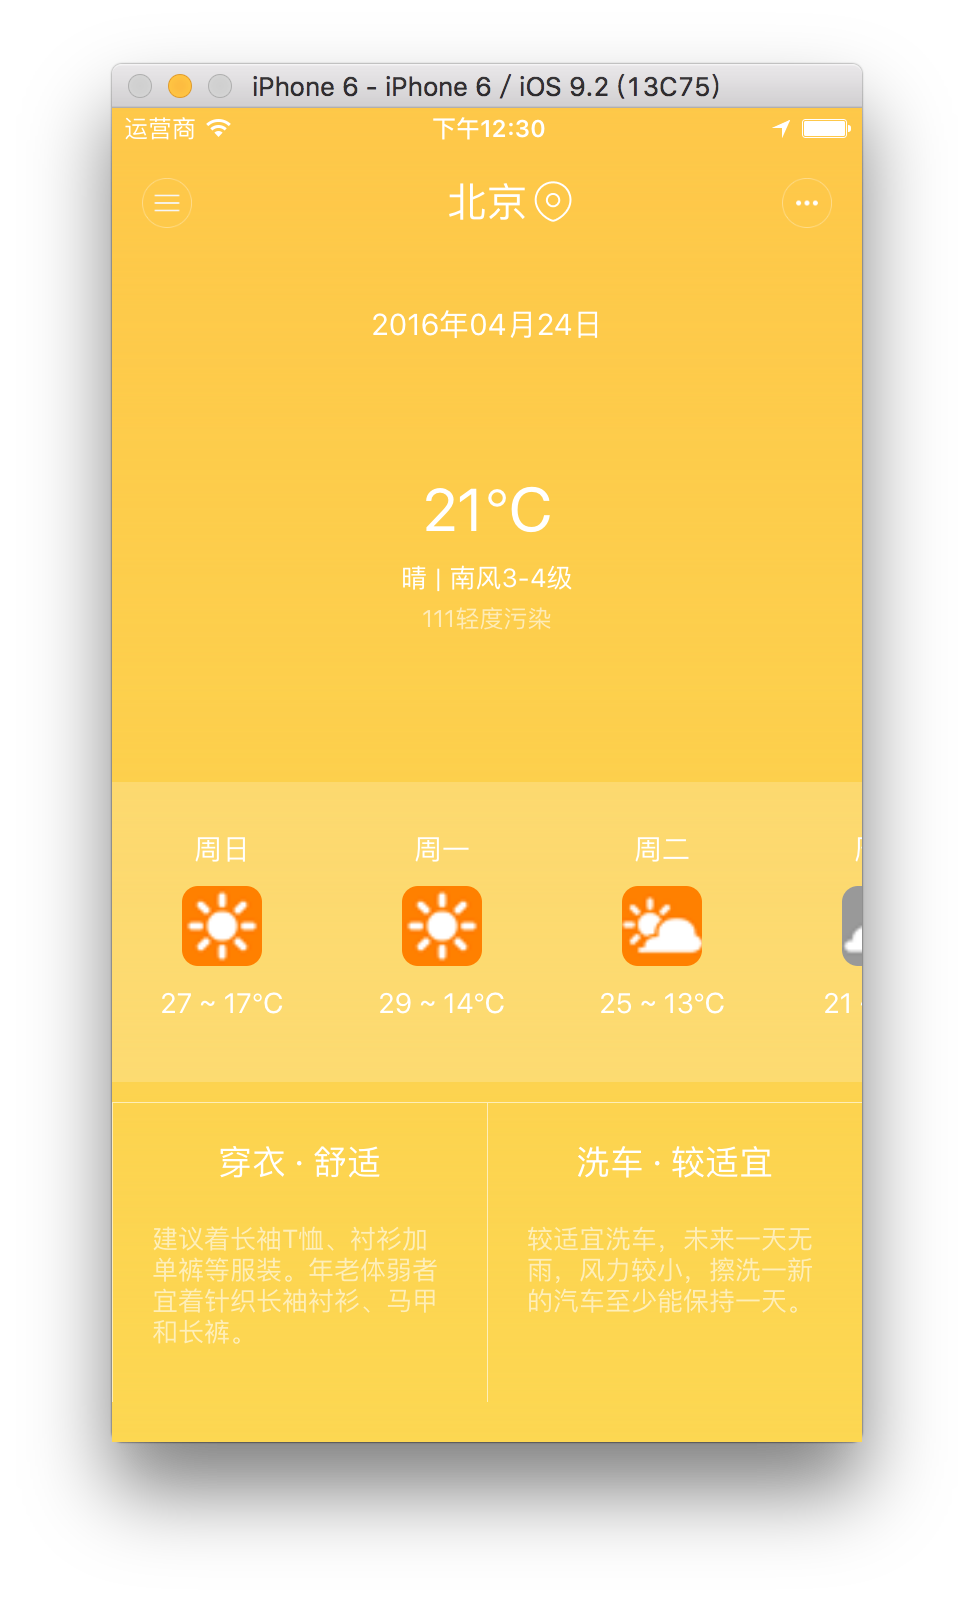 iPhone 6 - iPhone 6 / iOS 9.2 (13C75)
运营商 下午12:30
北京
2016年04月24日
21°C
晴 | 南风3-4级
111轻度污染
周日 周一 周二
27 ~ 17°C 29 ~ 14°C 25 ~ 13°C 21
穿衣 · 舒适
建议着长袖T恤、衬衫加
单裤等服装。年老体弱者
宜着针织长袖衬衫、马甲
和长裤。
洗车 · 较适宜
较适宜洗车，未来一天无
雨，风力较小，擦洗一新
的汽车至少能保持一天。